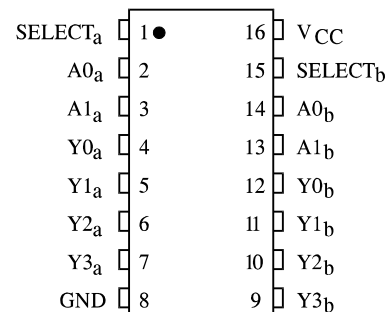 SELECTa 1 16 VCC
A0a 2 15 SELECTb
A1a 3 14 A0b
Y0a 4 13 A1b
Y1a 5 12 Y0b
Y2a 6 11 Y1b
Y3a 7 10 Y2b
GND 8 9 Y3b